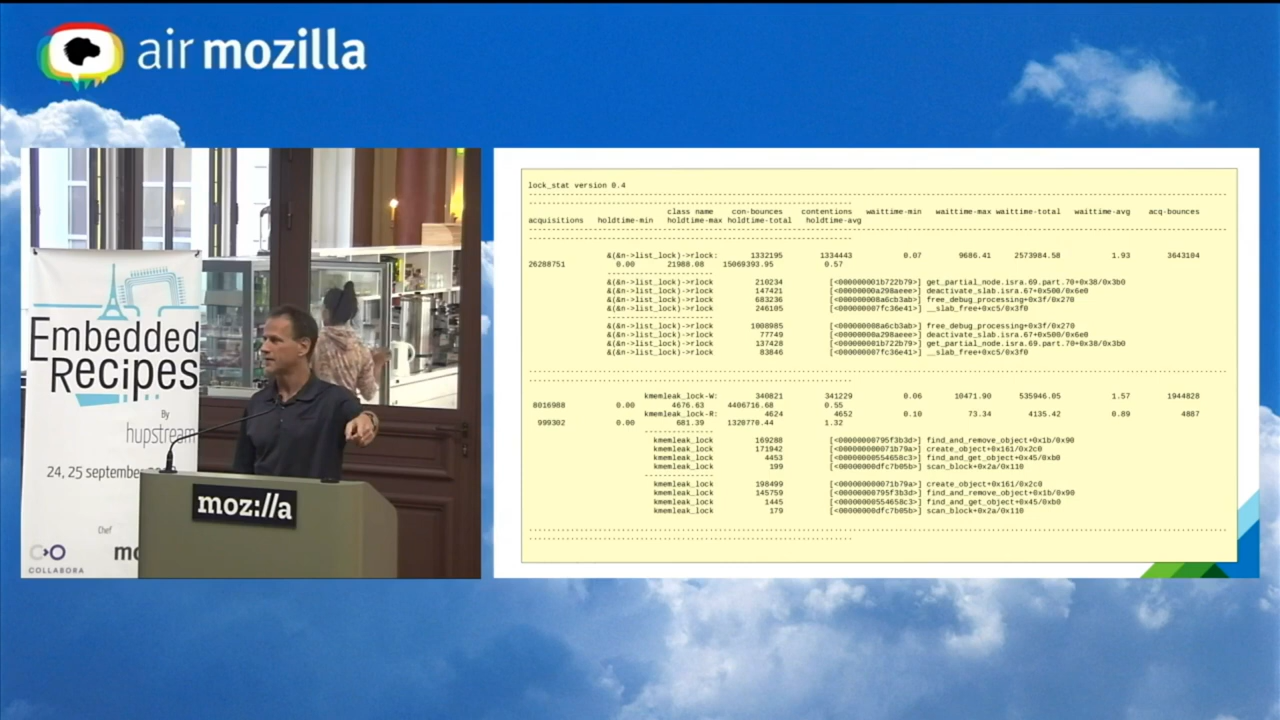 air mozilla
Embedded
Recipes
By
hupstream
24, 25 september
Chef
COLLABORA
mo
moz://a
lock_stat version 0.4
class name con-bounces contentions waittime-min waittime-max waittime-total waittime-avg acq-bounces
acquisitions holdtime-min holdtime-max holdtime-total holdtime-avg
&(&n->list_lock)->rlock: 1332195 1334443 0.07 9686.41 2573984.58 1.93 3643104
26288751 0.00 21988.08 15069393.95 0.57
&(&n->list_lock)->rlock 210234 [<000000001b722b79>] get_partial_node.isra.69.part.70+0x38/0x3b0
&(&n->list_lock)->rlock 147421 [<00000000a298aeee>] deactivate_slab.isra.67+0x500/0x6e0
&(&n->list_lock)->rlock 683236 [<000000008a6cb3ab>] free_debug_processing+0x3f/0x270
&(&n->list_lock)->rlock 246105 [<000000007fc36e41>] __slab_free+0xc5/0x3f0
&(&n->list_lock)->rlock 1008985 [<000000008a6cb3ab>] free_debug_processing+0x3f/0x270
&(&n->list_lock)->rlock 77749 [<00000000a298aeee>] deactivate_slab.isra.67+0x500/0x6e0
&(&n->list_lock)->rlock 137428 [<000000001b722b79>] get_partial_node.isra.69.part.70+0x38/0x3b0
&(&n->list_lock)->rlock 83846 [<000000007fc36e41>] __slab_free+0xc5/0x3f0
kmemleak_lock-W: 340821 341229 0.06 10471.90 535946.05 1.57 1944828
8016988 0.00 4676.63 4406716.68 0.55
kmemleak_lock-R: 4624 4652 0.10 73.34 4135.42 0.89 4887
999302 0.00 681.39 1320770.44 1.32
kmemleak_lock 169288 [<00000000795f3b3d>] find_and_remove_object+0x1b/0x90
kmemleak_lock 171942 [<00000000071b79a>] create_object+0x161/0x2c0
kmemleak_lock 4453 [<00000000554658c3>] find_and_get_object+0x45/0xb0
kmemleak_lock 199 [<00000000dfc7b05b>] scan_block+0x2a/0x110
kmemleak_lock 198499 [<00000000071b79a>] create_object+0x161/0x2c0
kmemleak_lock 145759 [<00000000795f3b3d>] find_and_remove_object+0x1b/0x90
kmemleak_lock 1445 [<00000000554658c3>] find_and_get_object+0x45/0xb0
kmemleak_lock 179 [<00000000dfc7b05b>] scan_block+0x2a/0x110